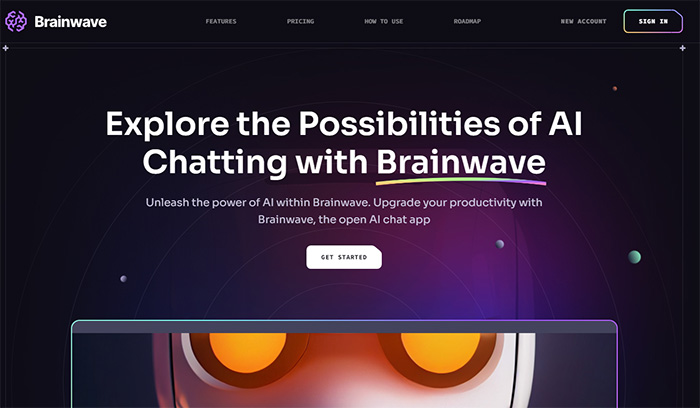 Brainwave
FEATURES
PRICING
HOW TO USE
ROADMAP
NEW ACCOUNT
SIGN IN
Explore the Possibilities of AI
Chatting with Brainwave
Unleash the power of AI within Brainwave. Upgrade your productivity with
Brainwave, the open AI chat app
GET STARTED